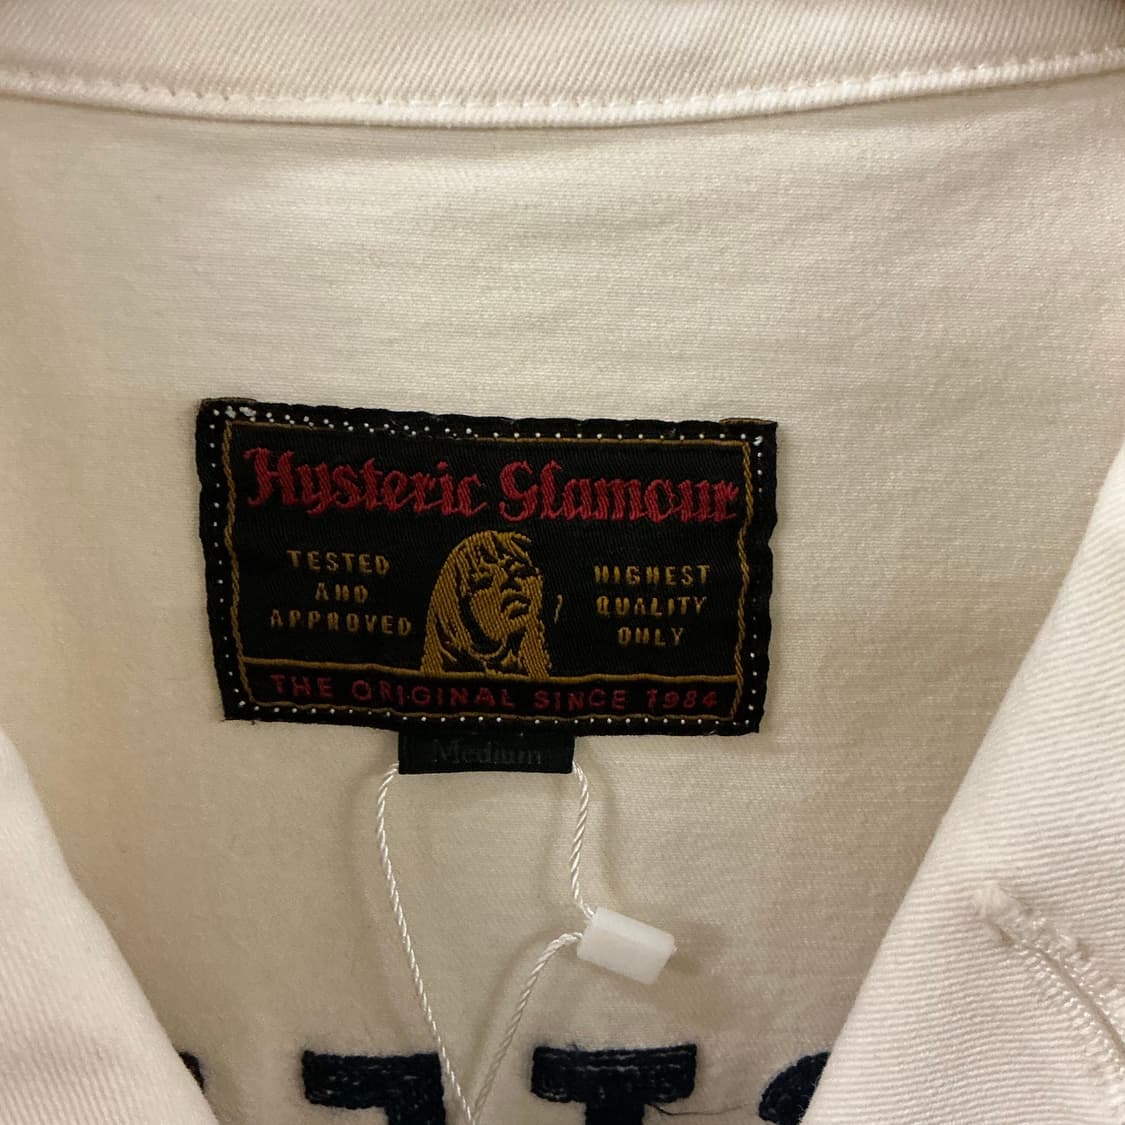 Hysteric Glamour
TESTED
AND
APPROVED
HIGHEST
QUALITY
ONLY
THE ORIGINAL SINCE 1984
Medium